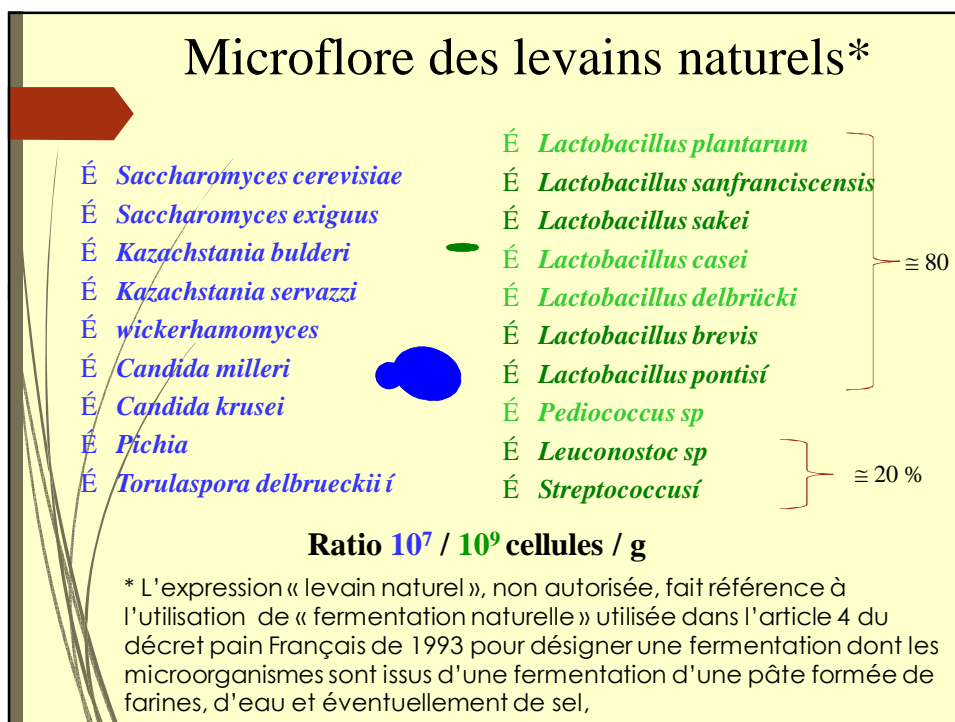 Microflore des levains naturels*
É Saccharomyces cerevisiae
É Saccharomyces exiguus
É Kazachstania bulderi
É Kazachstania servazzi
É wickerhamomyces
É Candida milleri
É Candida krusei
É Pichia
É Torulaspora delbrueckii í
É Lactobacillus plantarum
É Lactobacillus sanfranciscensis
É Lactobacillus sakei
É Lactobacillus casei
É Lactobacillus delbrücki
É Lactobacillus brevis
É Lactobacillus pontisí
É Pediococcus sp
É Leuconostoc sp
É Streptococcusí
≅ 80
≅ 20 %
Ratio 10⁷ / 10⁹ cellules / g
* L’expression « levain naturel », non autorisée, fait référence à
l’utilisation de « fermentation naturelle » utilisée dans l’article 4 du
décret pain Français de 1993 pour désigner une fermentation dont les
microorganismes sont issus d’une fermentation d’une pâte formée de
farines, d’eau et éventuellement de sel,